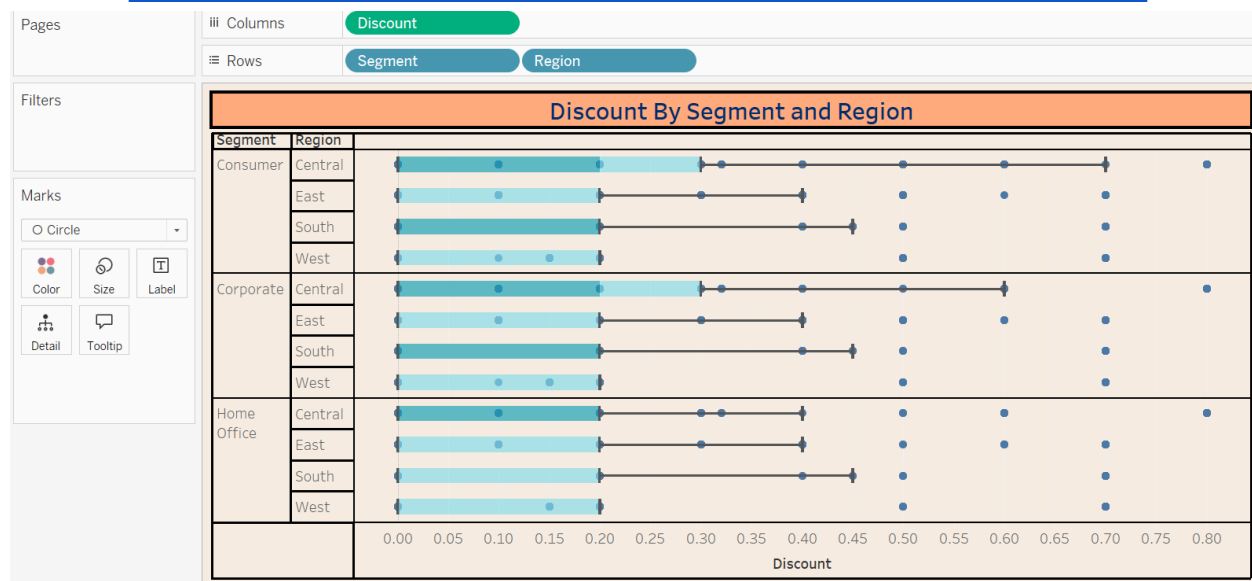 Pages
Columns
Discount
Rows
Segment
Region
Filters
Marks
Circle
Color
Size
T
Label
Detail
Tooltip
Discount By Segment and Region
Segment Region
Consumer Central
East
South
West
Corporate Central
East
South
West
Home Office Central
East
South
West
0.00 0.05 0.10 0.15 0.20 0.25 0.30 0.35 0.40 0.45 0.50 0.55 0.60 0.65 0.70 0.75 0.80
Discount